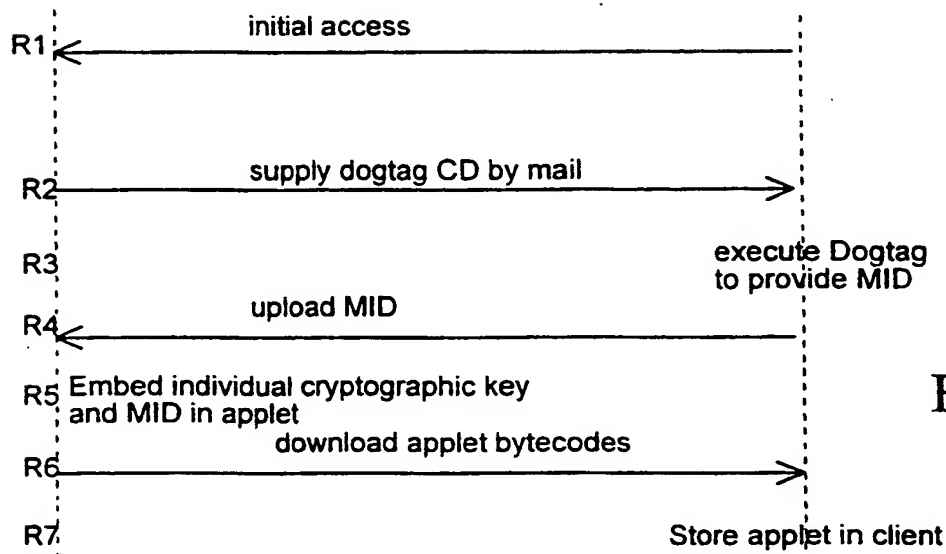 initial access
R1
supply dogtag CD by mail
R2
execute Dogtag
R3
to provide MID
upload MID
R4
R5 Embed individual cryptographic key
and MID in applet
download applet bytecodes
R6
R7
Store applet in client